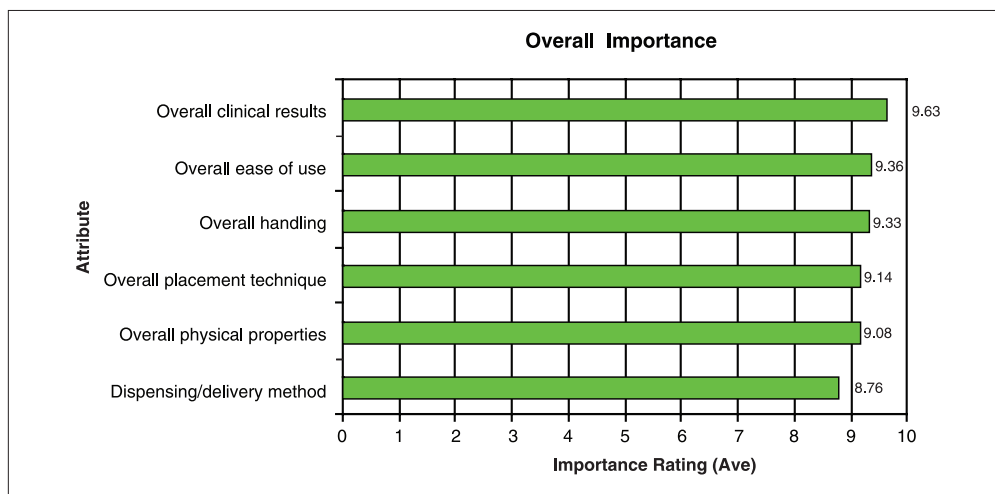 Overall Importance
Overall clinical results
9.63
Overall ease of use
9.36
Overall handling
9.33
Overall placement technique
9.14
Overall physical properties
9.08
Dispensing/delivery method
8.76
Attribute
0 1 2 3 4 5 6 7 8 9 10
Importance Rating (Ave)